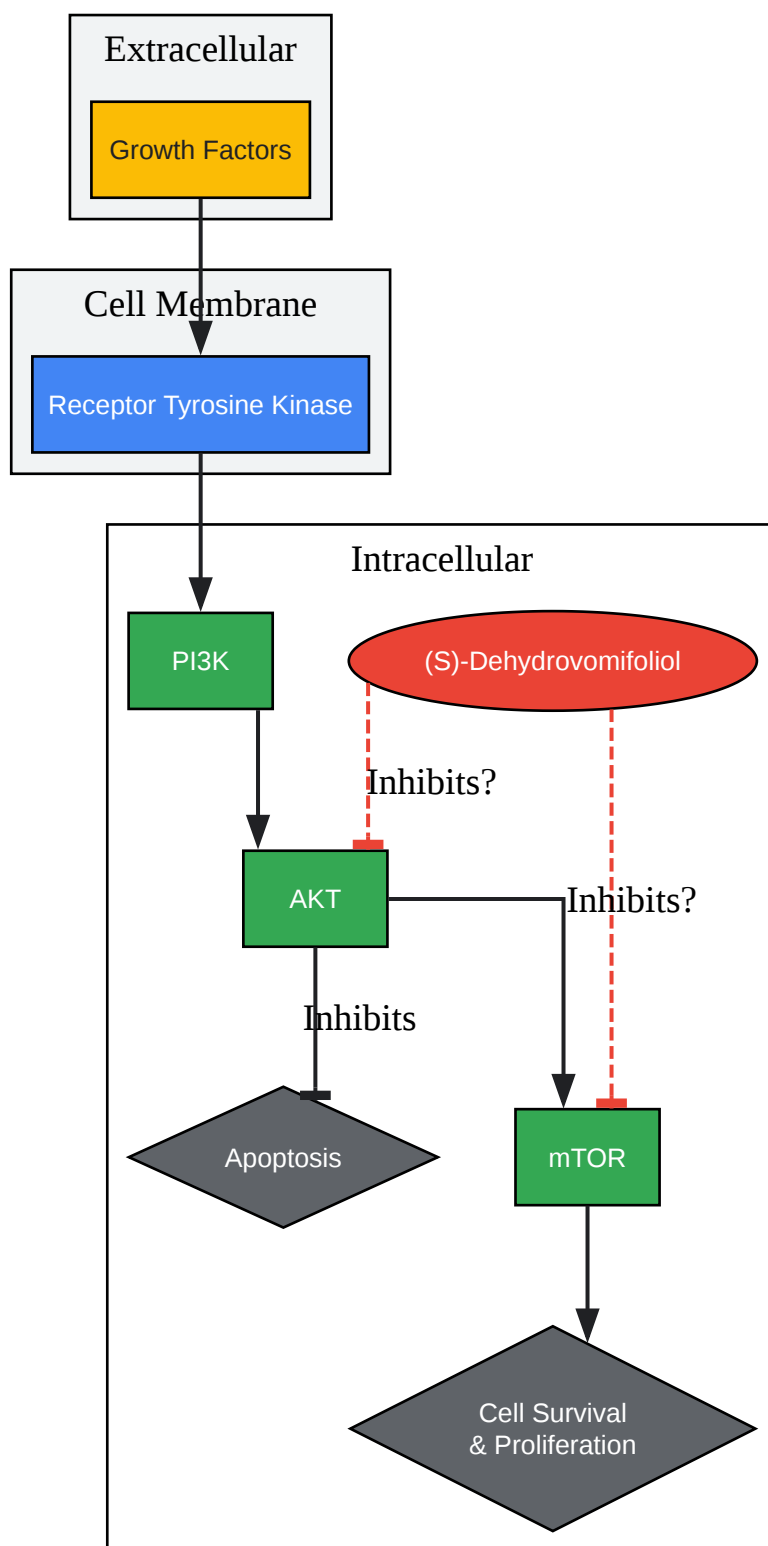 Extracellular
Growth Factors
Cell Membrane
Receptor Tyrosine Kinase
Intracellular
PI3K
(S)-Dehydrovomifoliol
Inhibits?
AKT
Inhibits?
Inhibits
Apoptosis
mTOR
Cell Survival
& Proliferation